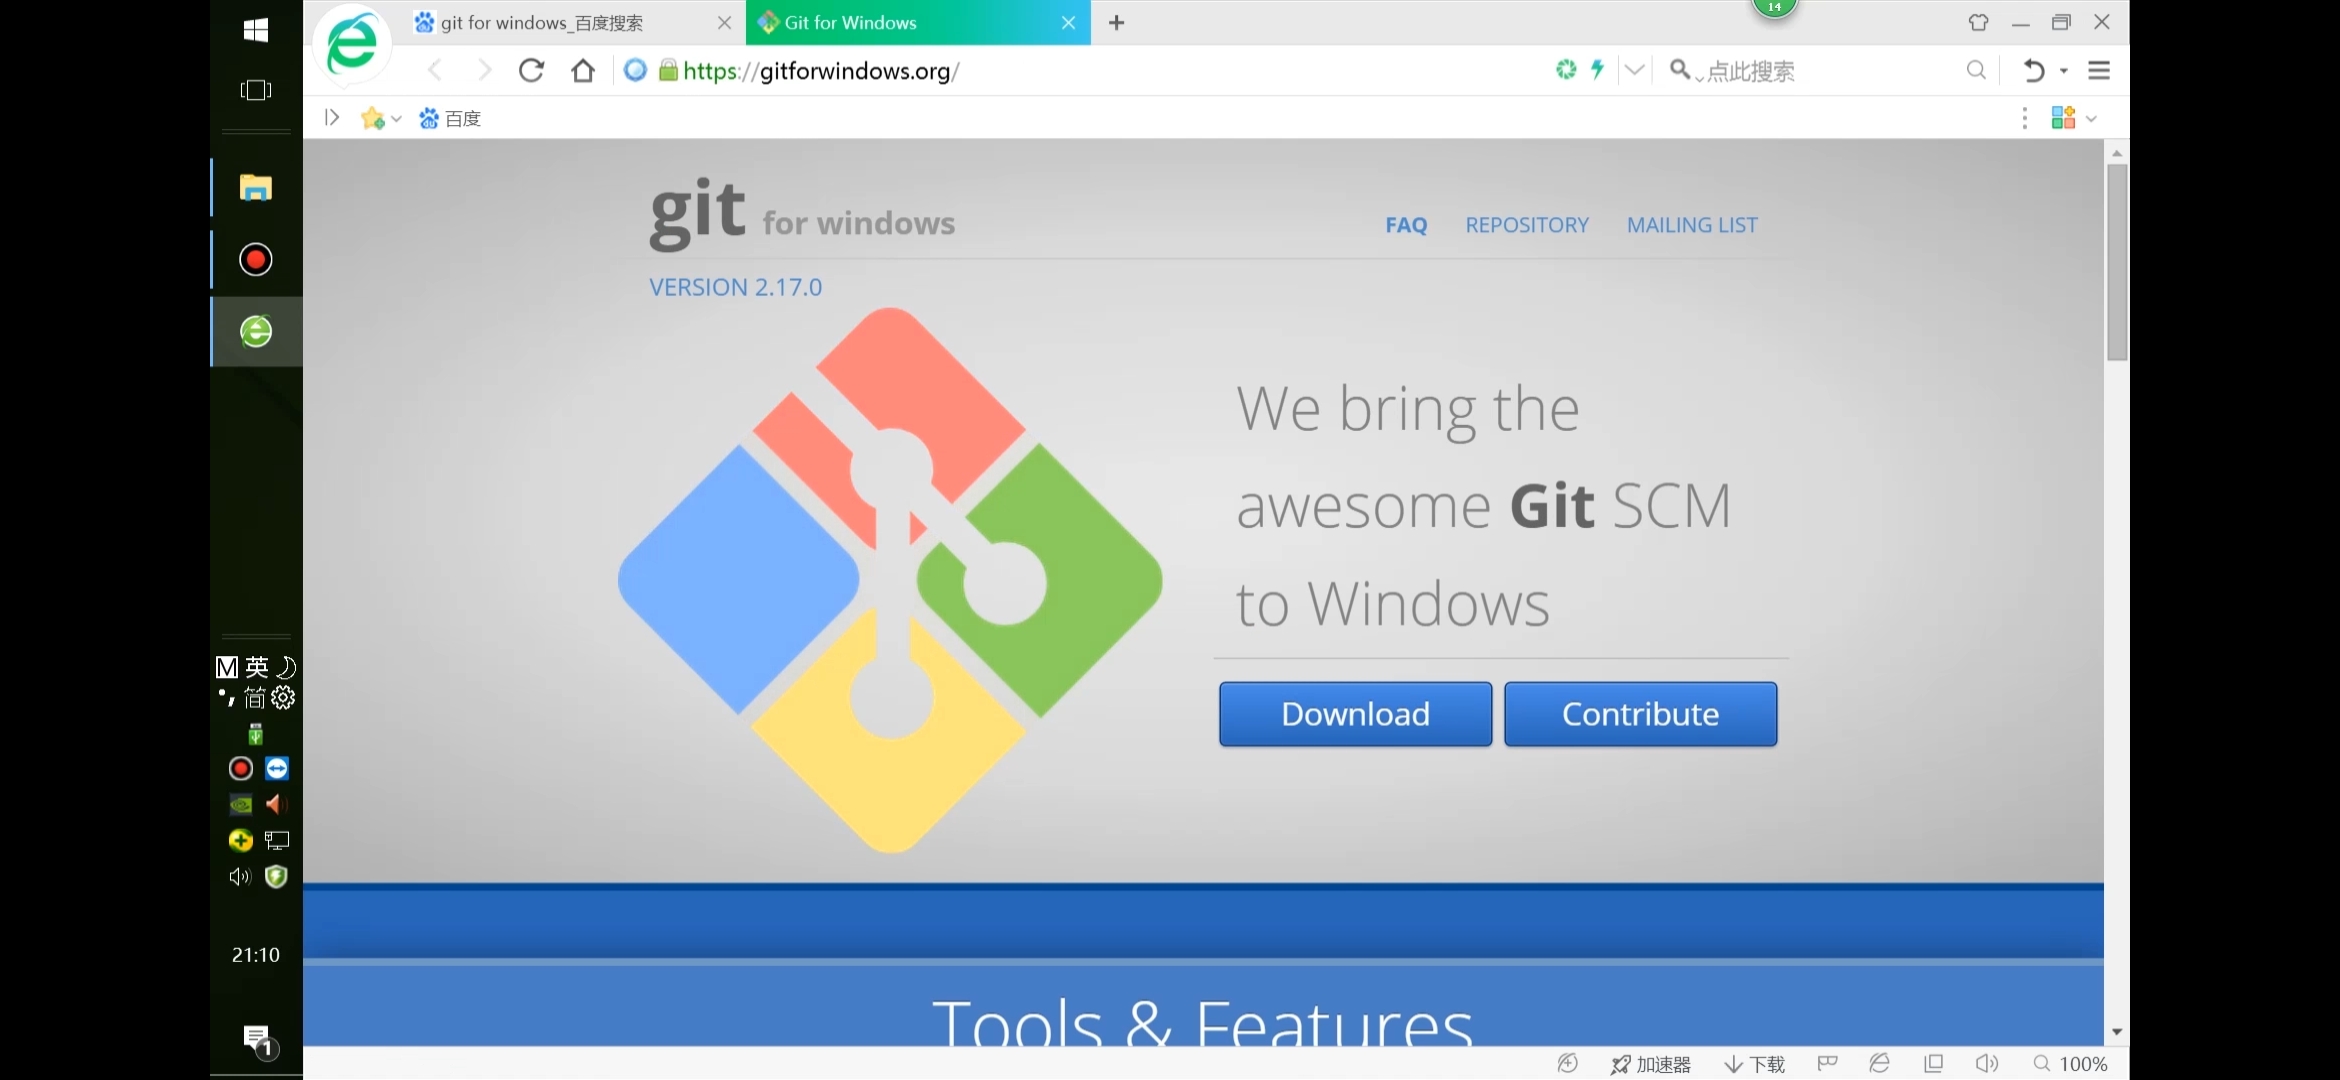 git for windows_百度搜索
Git for Windows
14
https://gitforwindows.org/
点此搜索
百度
git for windows
FAQ
REPOSITORY
MAILING LIST
VERSION 2.17.0
We bring the
awesome Git SCM
to Windows
Download
Contribute
Tools & Features
M 英
简
21:10
1
加速器
下载
100%